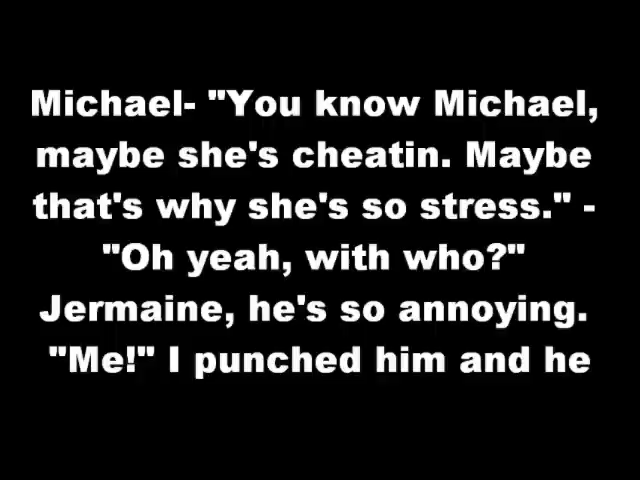 Michael- "You know Michael,
maybe she's cheatin. Maybe
that's why she's so stress." -
"Oh yeah, with who?"
Jermaine, he's so annoying.
"Me!" I punched him and he